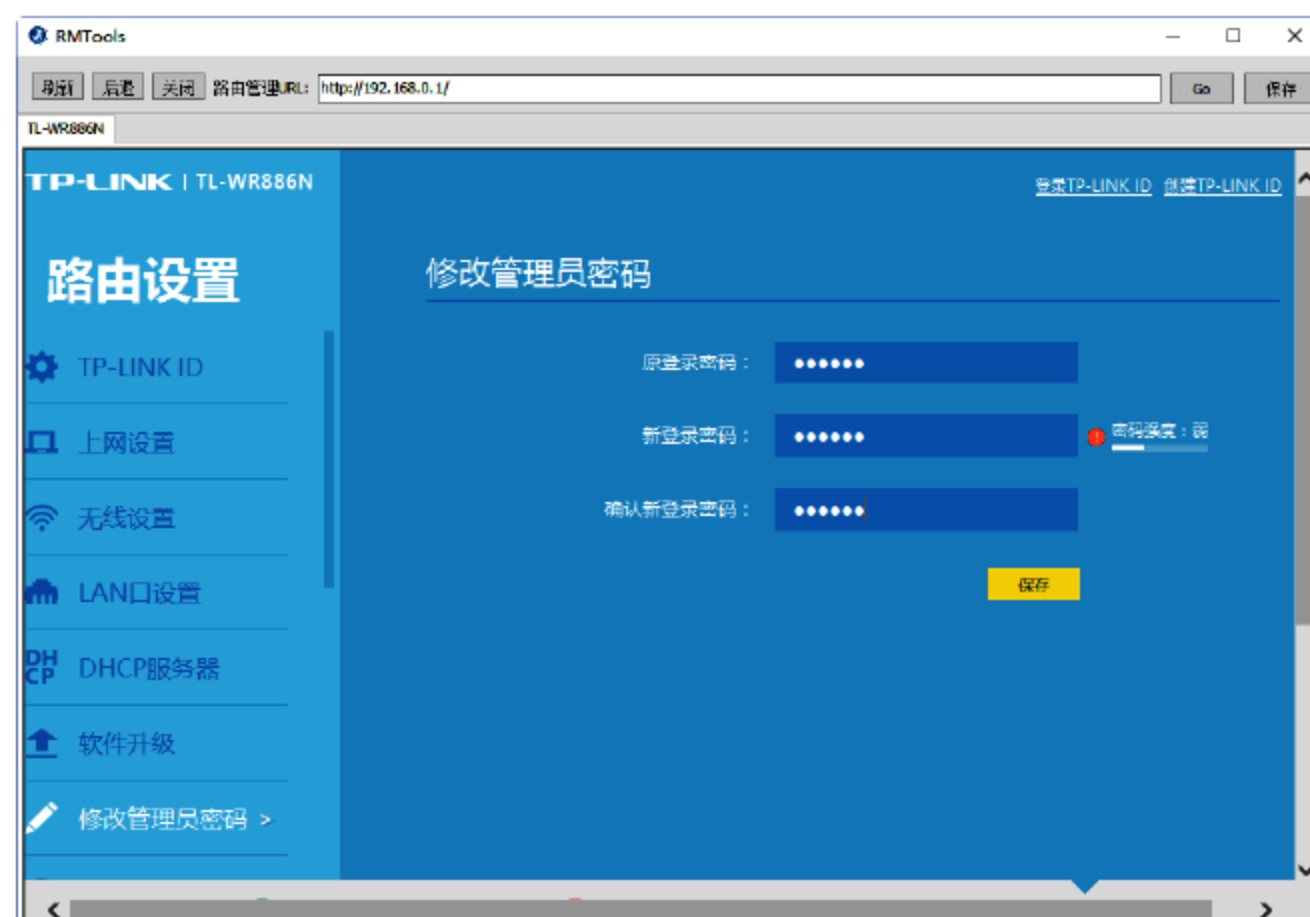 RMTools
刷新 后退 关闭 路由管理URL: http://192.168.0.1/ Go 保存
TL-WR886N
TP-LINK | TL-WR886N
登录TP-LINK ID 创建TP-LINK ID
路由设置
修改管理员密码
TP-LINK ID
上网设置
无线设置
LAN口设置
DHCP服务器
软件升级
修改管理员密码 >
原登录密码：
新登录密码：
密码强度：弱
确认新登录密码：
保存